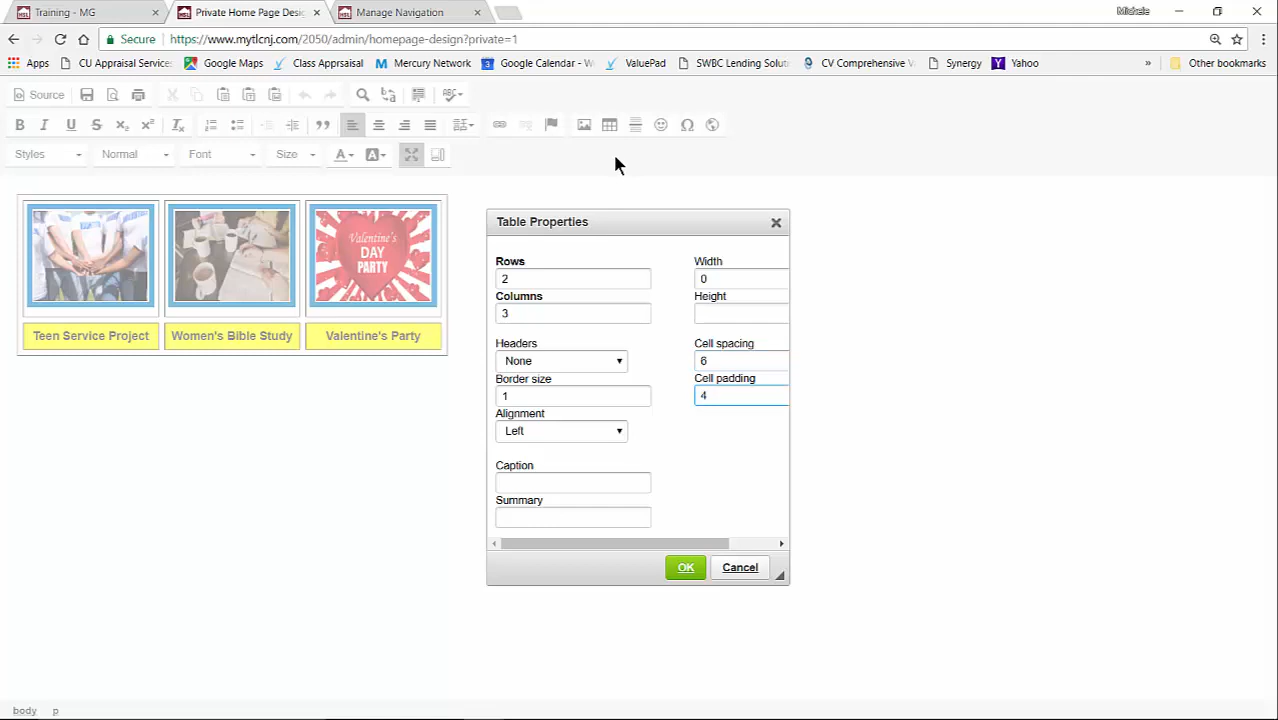 Training - MG
Private Home Page Desig
Manage Navigation
Michele
Secure
https://www.mytlcnj.com/2050/admin/homepage-design?private=1
Apps
CU Appraisal Services
Google Maps
Class Appraisal
Mercury Network
Google Calendar - W
ValuePad
SWBC Lending Soluti
CV Comprehensive V
Synergy
Yahoo
»
Other bookmarks
Source
Styles
Normal
Font
Size
Valentine's
DAY
PARTY
Teen Service Project
Women's Bible Study
Valentine's Party
Table Properties
Rows
2
Width
0
Columns
3
Height
Headers
None
Cell spacing
6
Border size
1
Cell padding
4
Alignment
Left
Caption
Summary
OK
Cancel
body
p